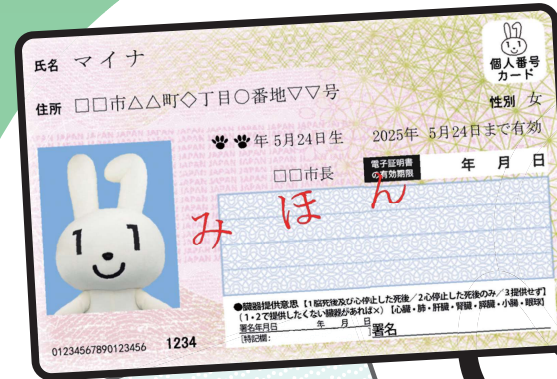 氏名 マイナ
個人番号
カード
住所 □□市△△町◇丁目○番地▽▽号
性別 女
年 5月24日生 2025年 5月24日まで有効
□□市長
電子証明書
の有効期限
年 月 日
みほん
●臓器提供意思【1脳死後及び心停止した死後/2心停止した死後のみ/3提供せず】
(1・2で提供したくない臓器があれば×)【心臓・肺・肝臓・腎臓・膵臓・小腸・眼球】
署名年月日 年 月 日
署名
[特記欄:
01234567890123456 1234